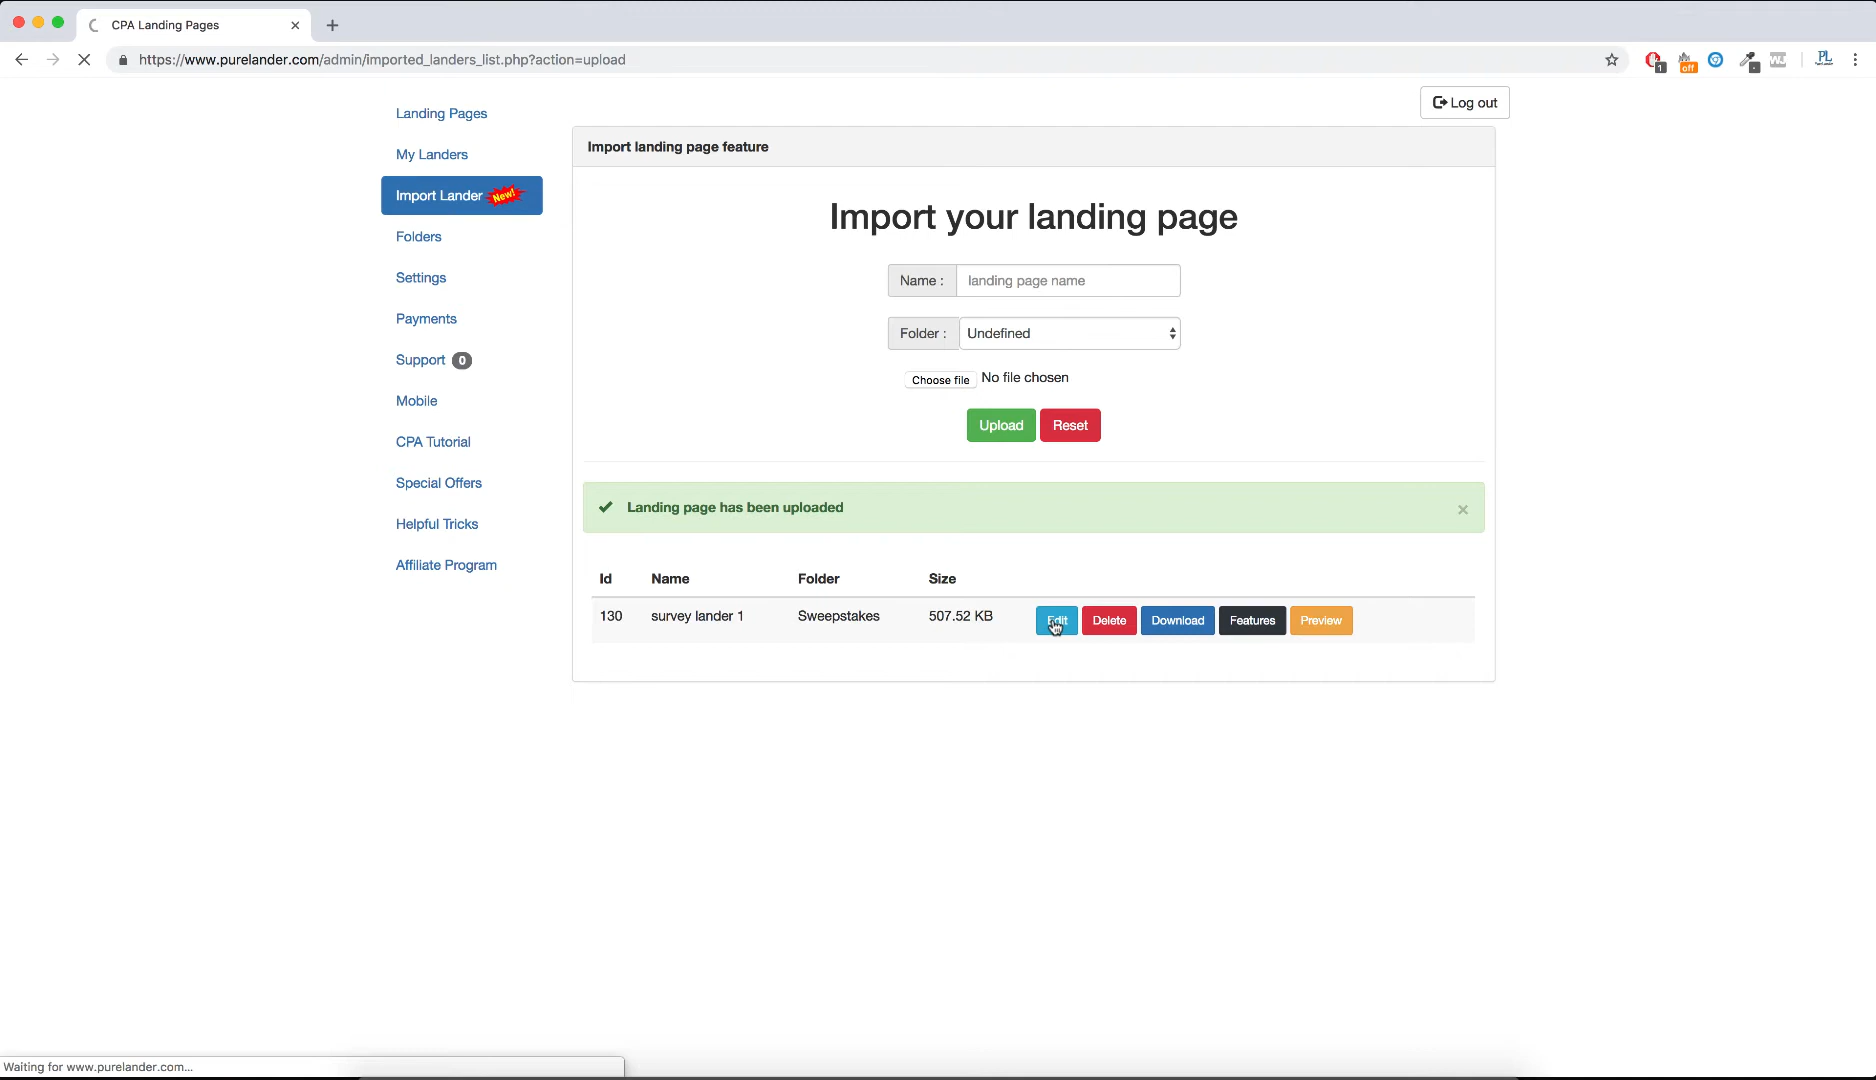 CPA Landing Pages
https://www.purelander.com/admin/imported_landers_list.php?action=upload
1
off
WJ
PL
Log out
Landing Pages
My Landers
Import Lander New!
Folders
Settings
Payments
Support 0
Mobile
CPA Tutorial
Special Offers
Helpful Tricks
Affiliate Program
Import landing page feature
Import your landing page
Name : landing page name
Folder : Undefined
Choose file No file chosen
Upload Reset
Landing page has been uploaded ×
Id Name Folder Size
130 survey lander 1 Sweepstakes 507.52 KB Edit Delete Download Features Preview
Waiting for www.purelander.com...